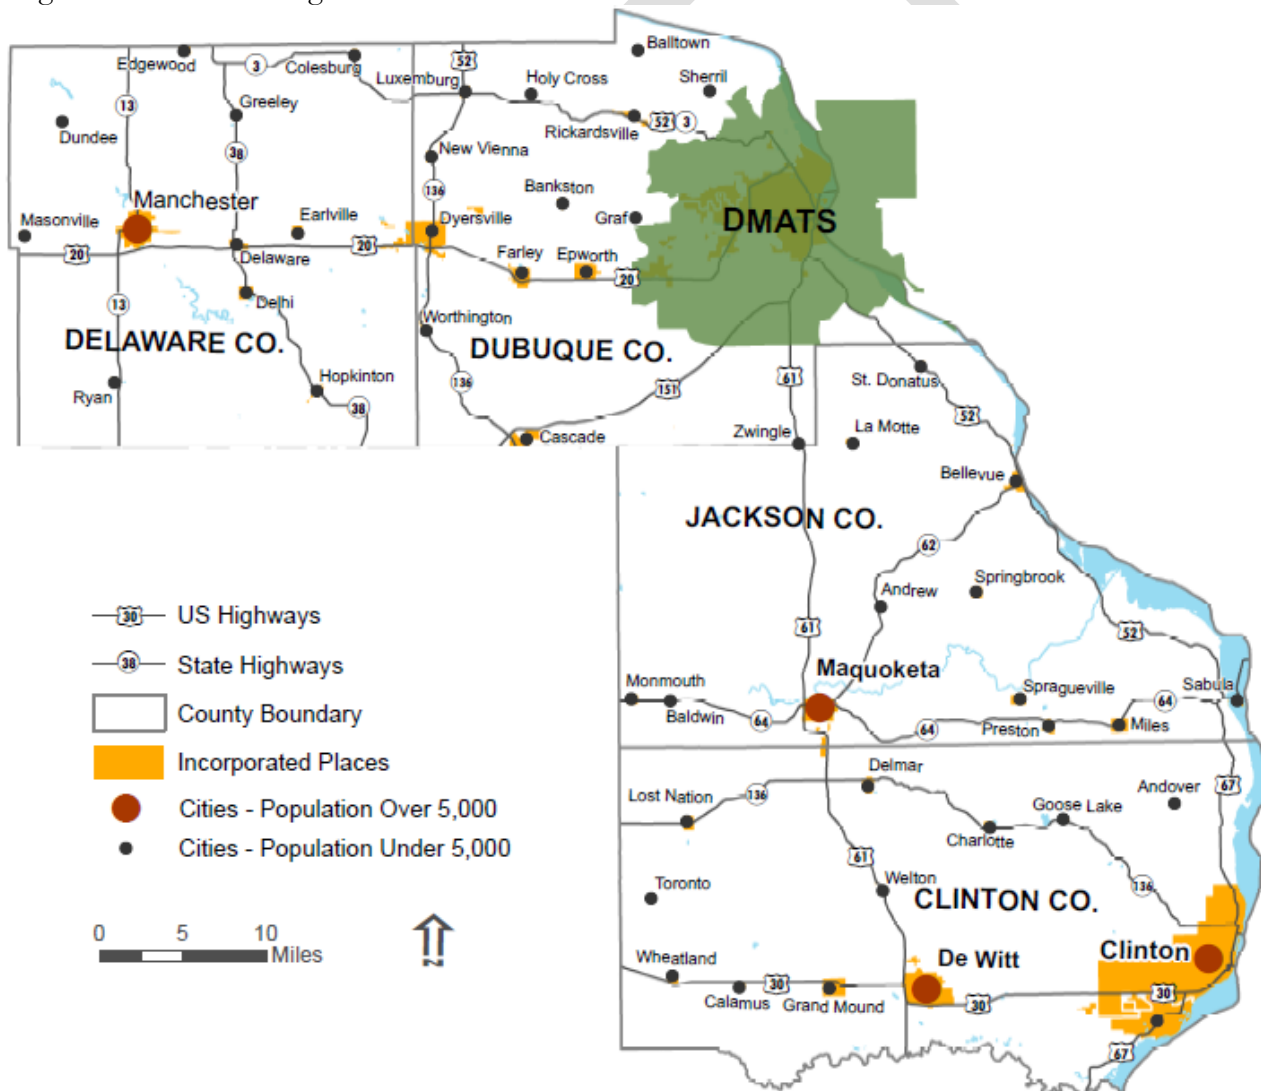 Balltown
Edgewood
3
Colesburg
52
Luxemburg
Holy Cross
Sherril
13
Greeley
Dundee
Rickardsville
52
3
38
New Vienna
Manchester
136
Bankston
Masonville
Earlville
Dyersville
Graf
DMATS
20
Delaware
20
Farley
Epworth
20
13
Delhi
Worthington
DELAWARE CO.
DUBUQUE CO.
Ryan
Hopkinton
136
151
61
St. Donatus
38
52
Cascade
Zwingle
La Motte
Bellevue
JACKSON CO.
62
Andrew
Springbrook
30
US Highways
61
52
38
State Highways
Maquoketa
Monmouth
Spragueville
Sabula
County Boundary
Baldwin
64
64
Preston
64
Miles
Incorporated Places
Delmar
Lost Nation
136
Goose Lake
Andover
67
Cities - Population Over 5,000
Charlotte
Cities - Population Under 5,000
61
Toronto
Welton
136
CLINTON CO.
0
5
10
Miles
N
Wheatland
De Witt
Clinton
30
Calamus
Grand Mound
30
30
67